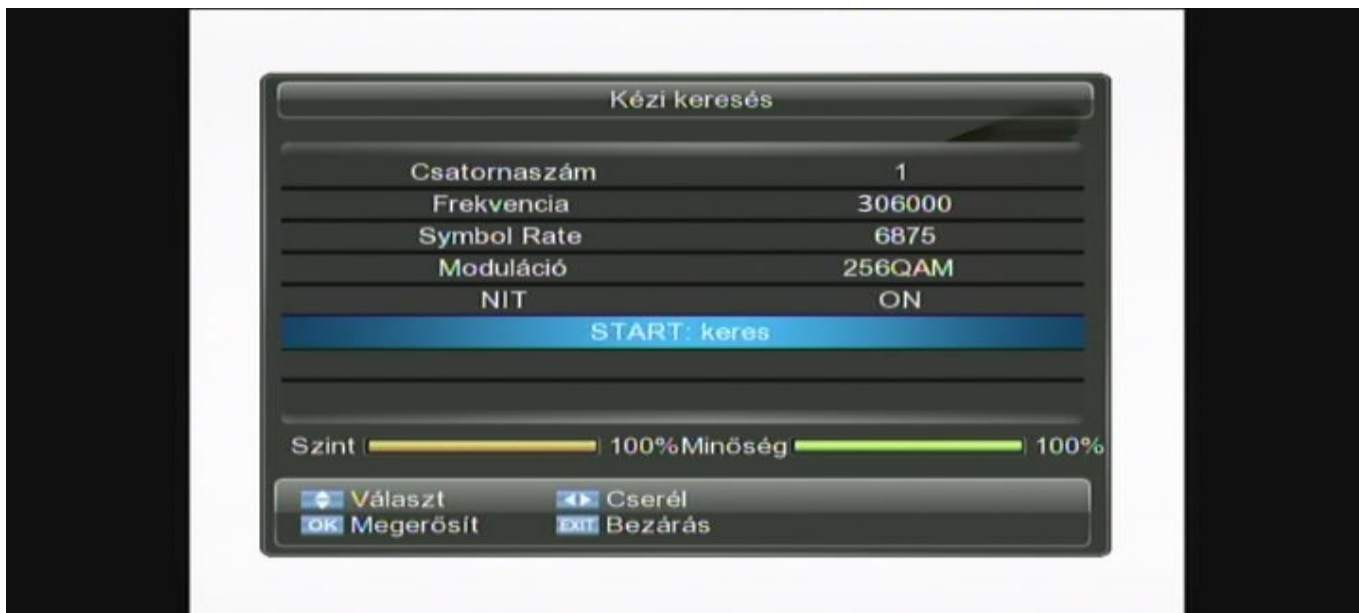 Kézi keresés
Csatornaszám 1
Frekvencia 306000
Symbol Rate 6875
Moduláció 256QAM
NIT ON
START: keres
Szint 100% Minőség 100%
Választ Cserél
OK Megerősít EXIT Bezárás